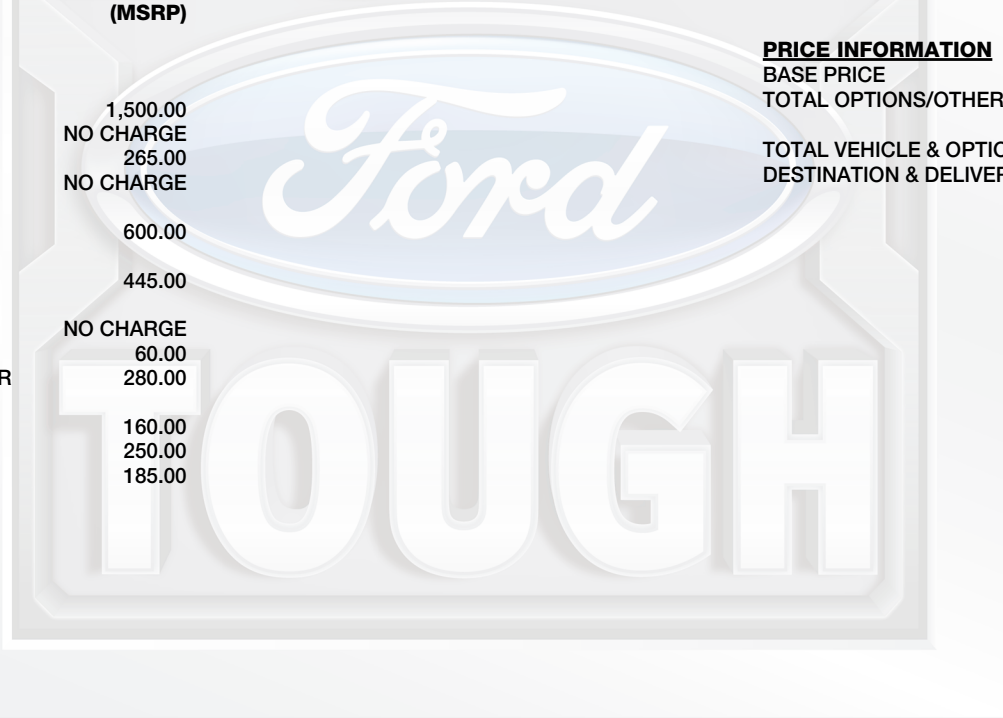 (MSRP)
1,500.00
NO CHARGE
265.00
NO CHARGE
600.00
445.00
NO CHARGE
60.00
R 280.00
160.00
250.00
185.00
PRICE INFORMATION
BASE PRICE
TOTAL OPTIONS/OTHER
TOTAL VEHICLE & OPTIO
DESTINATION & DELIVER
Ford
TOUGH